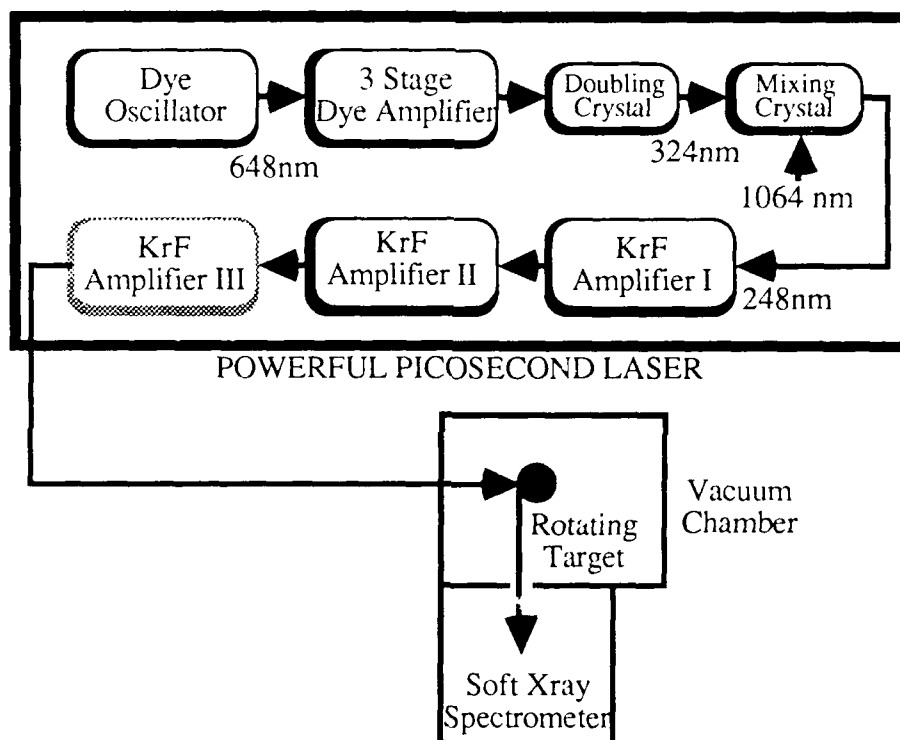 Dye
Oscillator
3 Stage
Dye Amplifier
Doubling
Crystal
Mixing
Crystal
648nm
324nm
1064 nm
KrF
Amplifier III
KrF
Amplifier II
KrF
Amplifier I
248nm
POWERFUL PICOSECOND LASER
Rotating
Target
Vacuum
Chamber
Soft Xray
Spectrometer